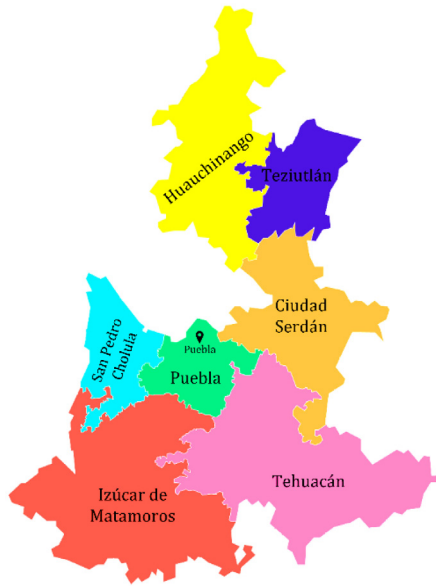 Huauchinango
Teziutlán
Ciudad
Serdán
San Pedro
Cholula
Puebla
Puebla
Tehuacán
Izúcar de
Matamoros